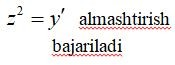 z² = y′ almashtirish
bajariladi